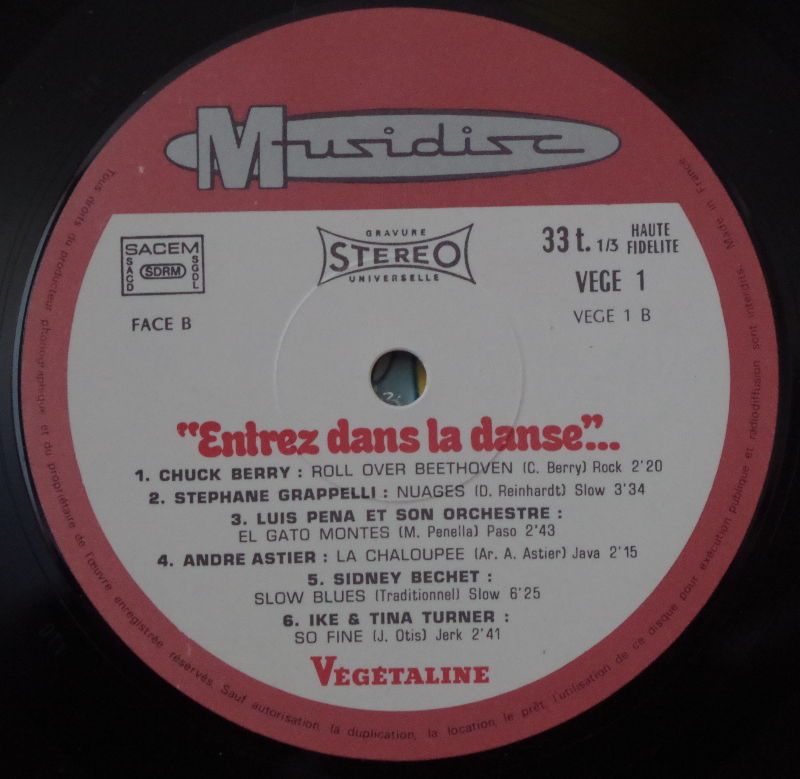 Musidisc
SACEM
SACD
SDRM
SGDL
GRAVURE
STEREO
UNIVERSELLE
33 t. 1/3 HAUTE FIDELITE
VEGE 1
FACE B
VEGE 1 B
"Entrez dans la danse"...
1. CHUCK BERRY : ROLL OVER BEETHOVEN (C. Berry) Rock 2'20
2. STEPHANE GRAPPELLI : NUAGES (D. Reinhardt) Slow 3'34
3. LUIS PENA ET SON ORCHESTRE :
EL GATO MONTES (M. Penella) Paso 2'43
4. ANDRE ASTIER : LA CHALOUPEE (Ar. A. Astier) Java 2'15
5. SIDNEY BECHET :
SLOW BLUES (Traditionnel) Slow 6'25
6. IKE & TINA TURNER :
SO FINE (J. Otis) Jerk 2'41
VÉGÉTALINE
Tous droits du producteur phonographique et du propriétaire de l'œuvre enregistrée réservés. Sauf autorisation, la duplication, la location, le prêt, l'utilisation de ce disque pour exécution publique et radiodiffusion sont interdits.
Made in France